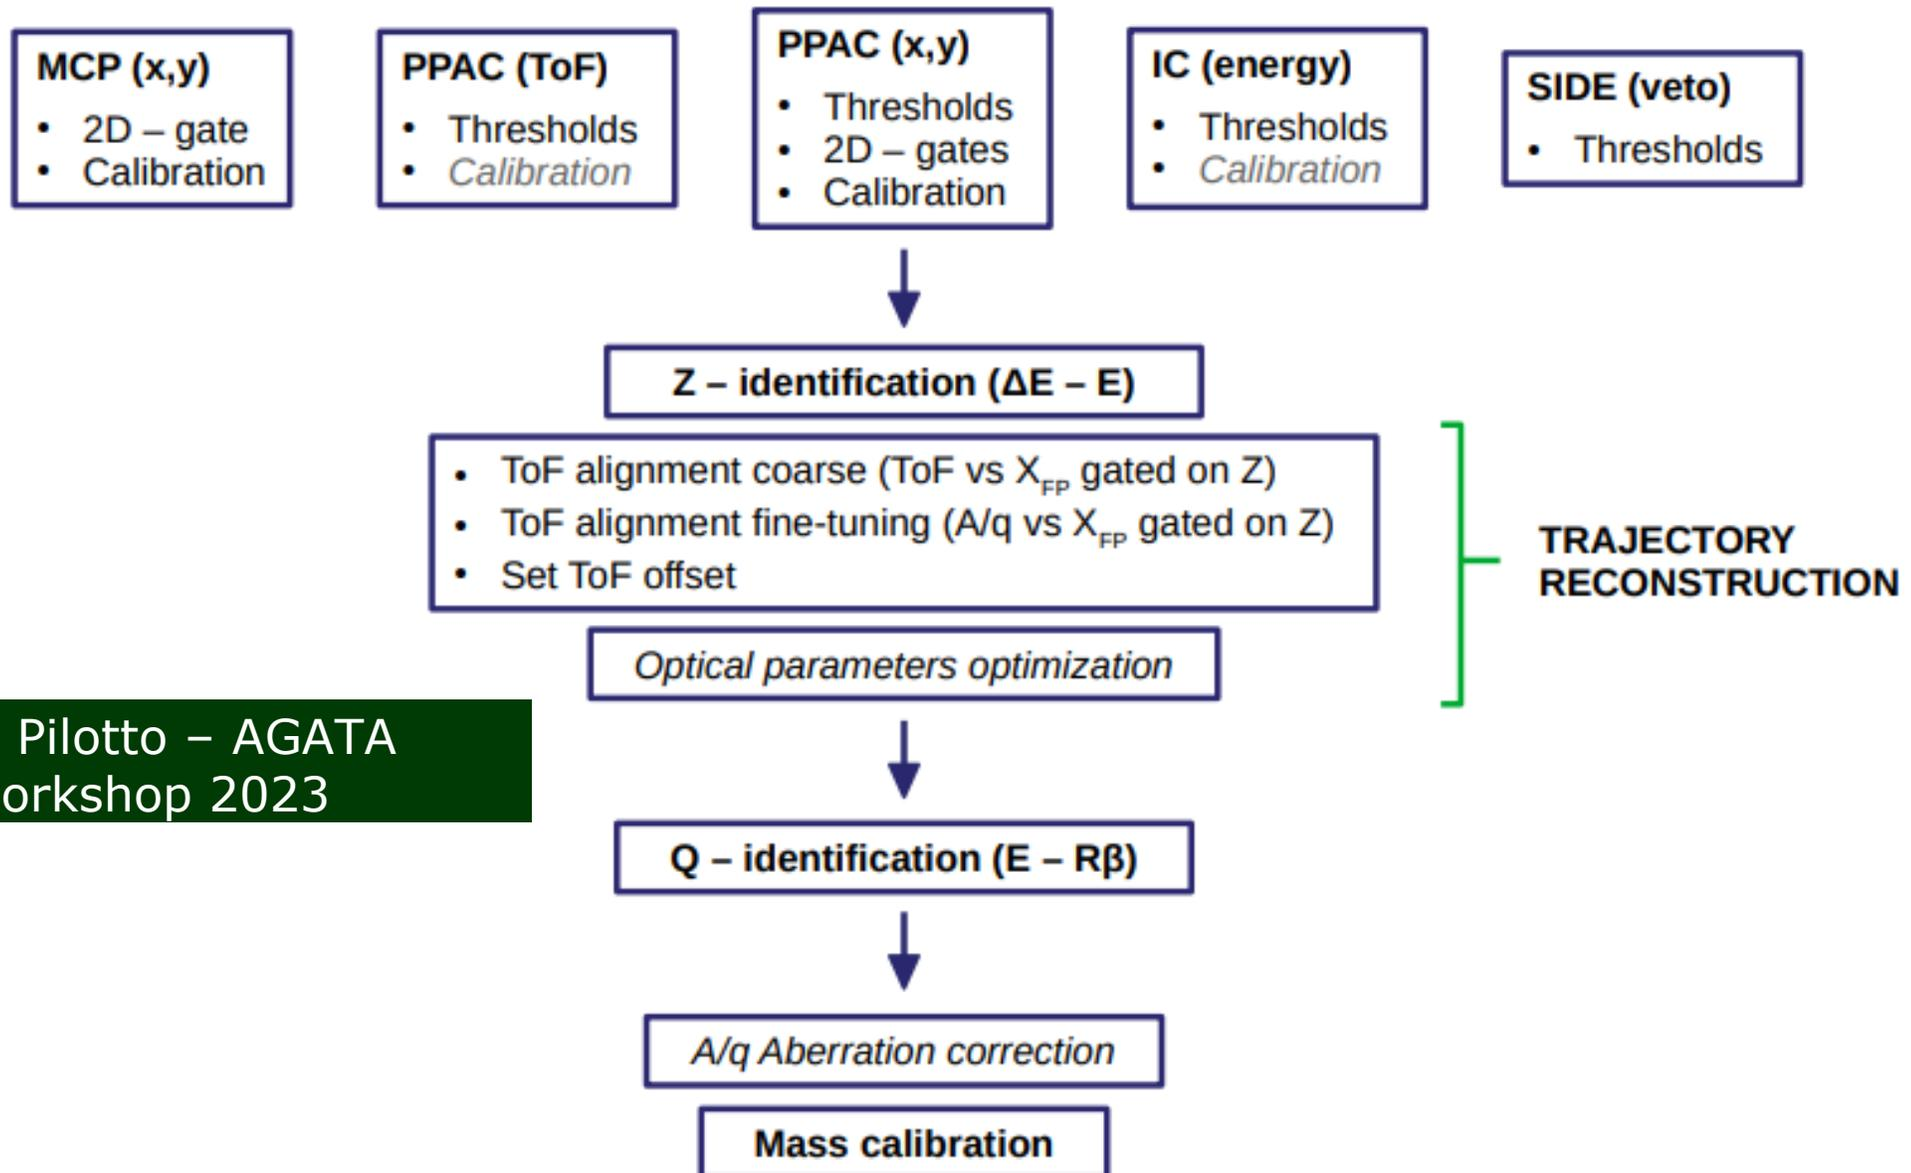 MCP (x,y)
• 2D – gate
• Calibration
PPAC (ToF)
• Thresholds
• Calibration
PPAC (x,y)
• Thresholds
• 2D – gates
• Calibration
IC (energy)
• Thresholds
• Calibration
SIDE (veto)
• Thresholds
Z – identification (ΔE – E)
• ToF alignment coarse (ToF vs X_FP gated on Z)
• ToF alignment fine-tuning (A/q vs X_FP gated on Z)
• Set ToF offset
TRAJECTORY
RECONSTRUCTION
Optical parameters optimization
Pilotto – AGATA
orkshop 2023
Q – identification (E – Rβ)
A/q Aberration correction
Mass calibration